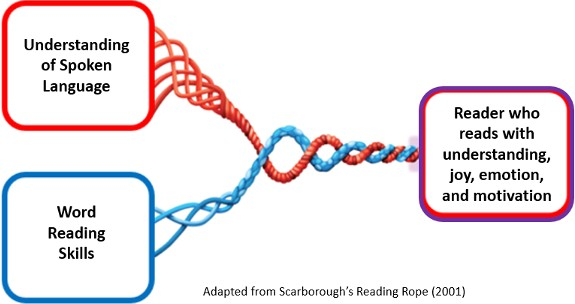 Understanding
of Spoken
Language
Word
Reading
Skills
Reader who
reads with
understanding,
joy, emotion,
and motivation
Adapted from Scarborough's Reading Rope (2001)